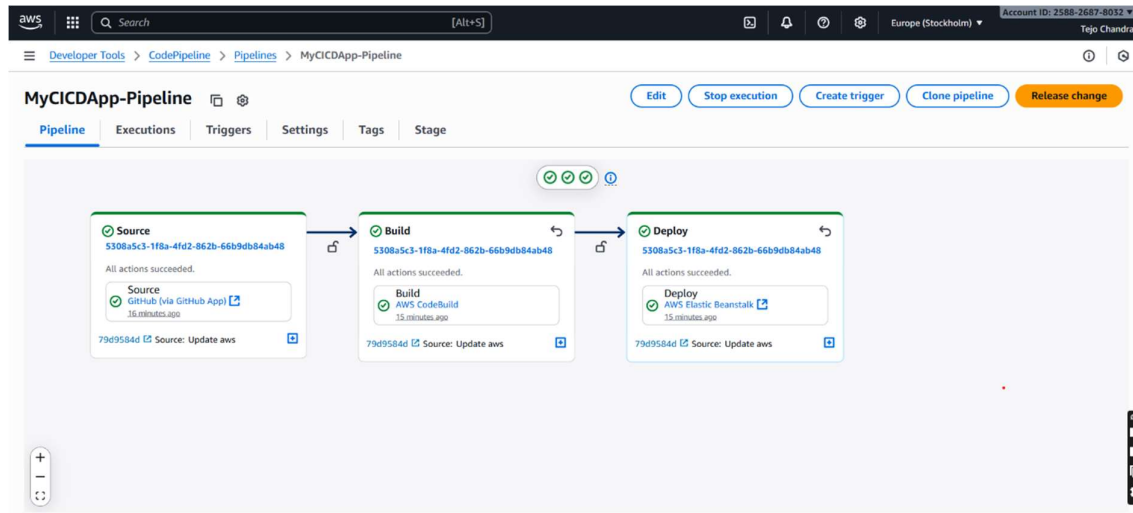 aws
Search
[Alt+S]
Europe (Stockholm) ▼
Account ID: 2588-2687-8032 ▼
Tejo Chandra
Developer Tools > CodePipeline > Pipelines > MyCICDApp-Pipeline
MyCICDApp-Pipeline
Edit
Stop execution
Create trigger
Clone pipeline
Release change
Pipeline
Executions
Triggers
Settings
Tags
Stage
Source
5308a5c3-1f8a-4fd2-862b-66b9db84ab48
All actions succeeded.
Source
GitHub (via GitHub App)
16 minutes ago
79d9584d Source: Update aws
Build
5308a5c3-1f8a-4fd2-862b-66b9db84ab48
All actions succeeded.
Build
AWS CodeBuild
15 minutes ago
79d9584d Source: Update aws
Deploy
5308a5c3-1f8a-4fd2-862b-66b9db84ab48
All actions succeeded.
Deploy
AWS Elastic Beanstalk
15 minutes ago
79d9584d Source: Update aws